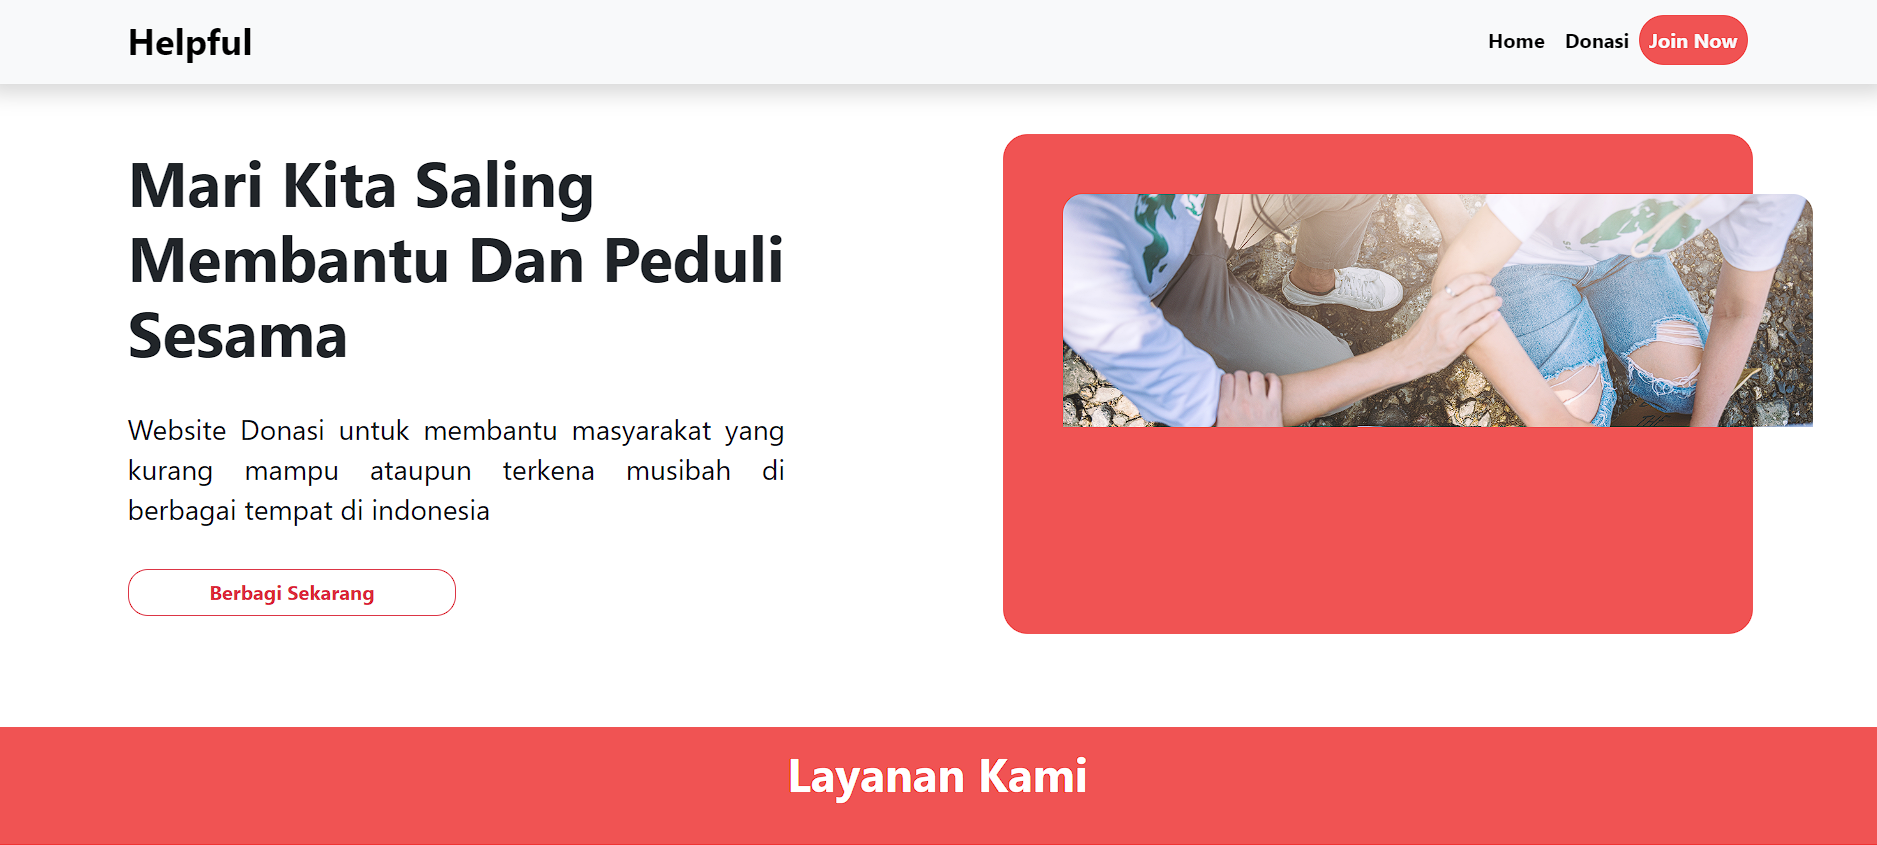 Helpful
Home Donasi Join Now
Mari Kita Saling
Membantu Dan Peduli
Sesama
Website Donasi untuk membantu masyarakat yang
kurang mampu ataupun terkena musibah di
berbagai tempat di indonesia
Berbagi Sekarang
Layanan Kami